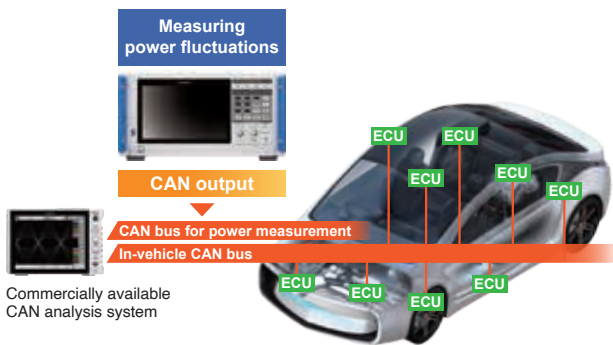 Measuring
power fluctuations
CAN output
CAN bus for power measurement
In-vehicle CAN bus
Commercially available
CAN analysis system
ECU
ECU
ECU
ECU
ECU
ECU
ECU
ECU
ECU